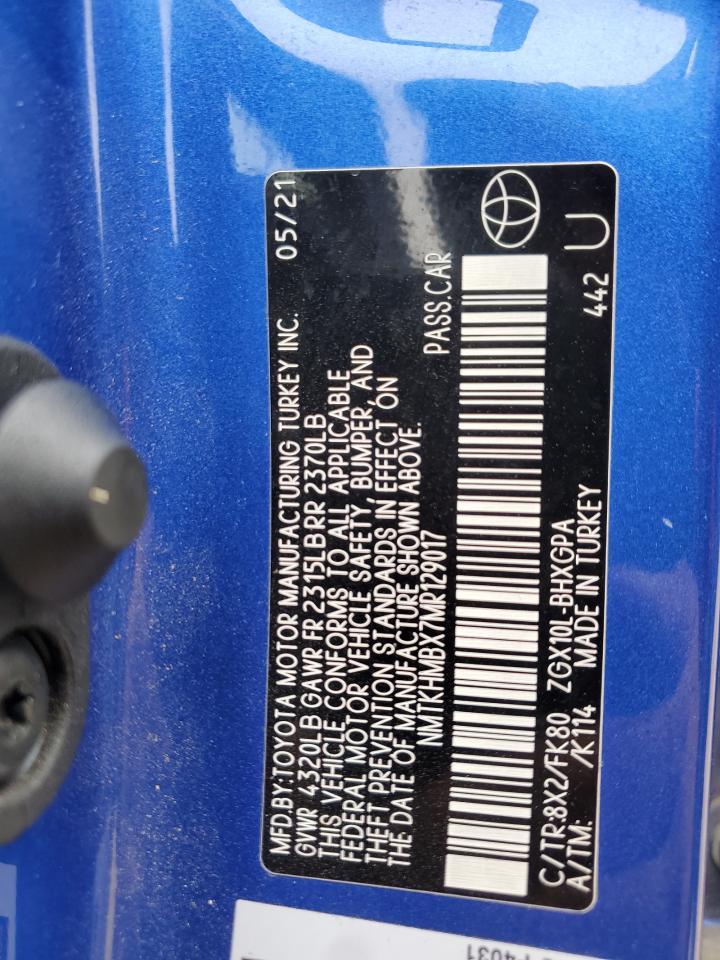 MFD.BY:TOYOTA MOTOR MANUFACTURING TURKEY INC. 05/21
GVWR 4320LB GAWR FR 2315LB RR 2370LB
THIS VEHICLE CONFORMS TO ALL APPLICABLE
FEDERAL MOTOR VEHICLE SAFETY, BUMPER, AND
THEFT PREVENTION STANDARDS IN EFFECT ON
THE DATE OF MANUFACTURE SHOWN ABOVE.
NMTKHMBX7MR129017 PASS.CAR
C/TR:8X2/FK80 ZGX10L-BHXGPA 442
A/TM: /K114 MADE IN TURKEY
U
4031